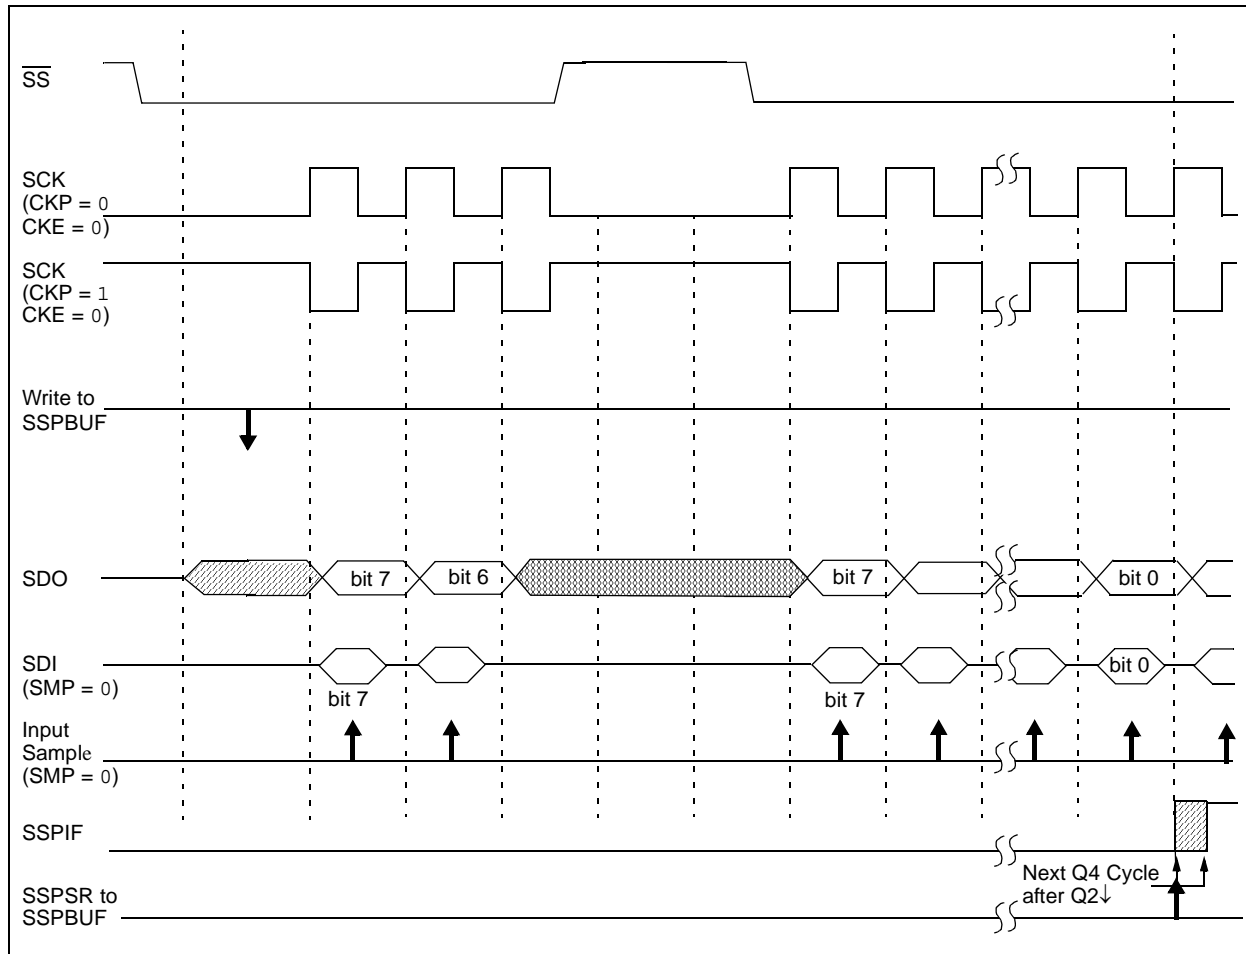 SS
SCK
(CKP = 0
CKE = 0)
SCK
(CKP = 1
CKE = 0)
Write to
SSPBUF
SDO
bit 7
bit 6
bit 7
bit 0
SDI
(SMP = 0)
bit 7
bit 7
bit 0
Input
Sample
(SMP = 0)
SSPIF
Next Q4 Cycle
after Q2↓
SSPSR to
SSPBUF